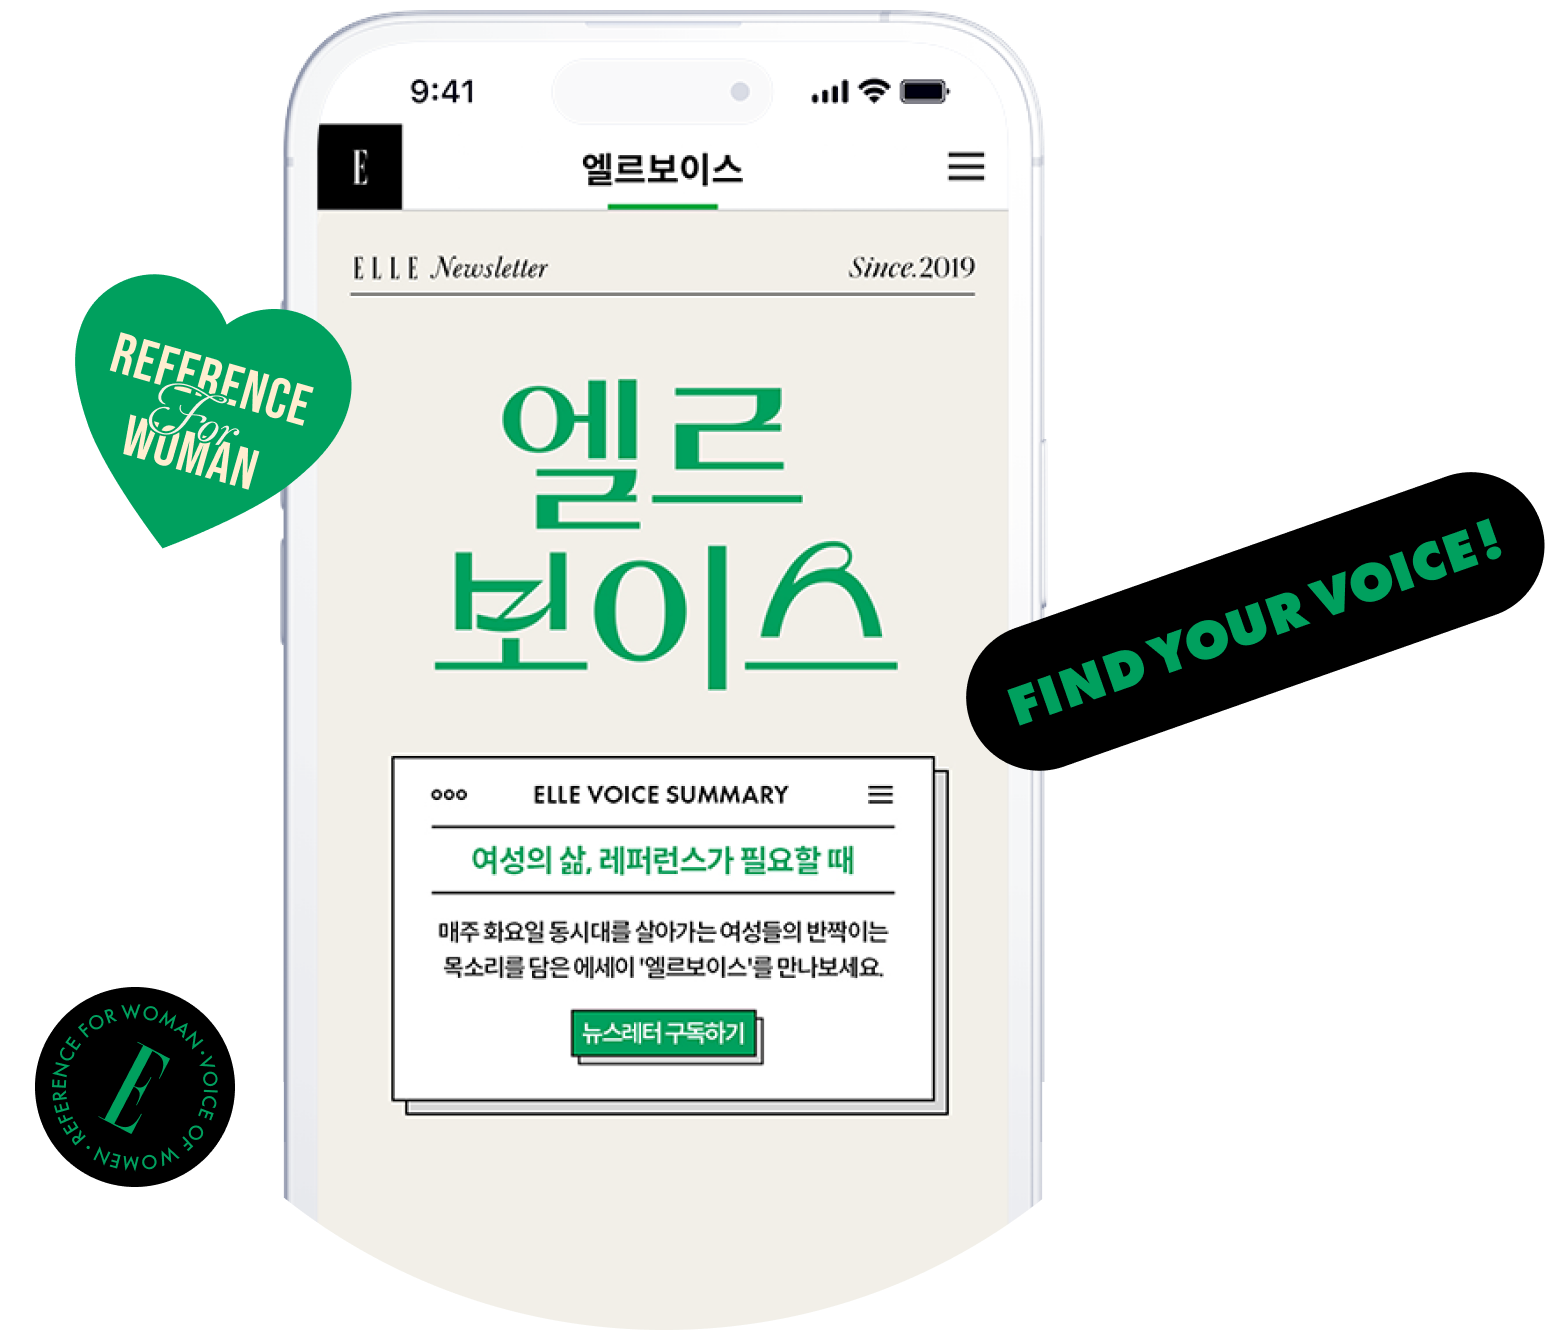 9:41
E
엘르보이스
ELLE Newsletter
Since.2019
REFERENCE
For
WOMAN
엘르
보이스
FIND YOUR VOICE!
ELLE VOICE SUMMARY
여성의 삶, 레퍼런스가 필요할 때
매주 화요일 동시대를 살아가는 여성들의 반짝이는
목소리를 담은 에세이 '엘르보이스'를 만나보세요.
뉴스레터 구독하기
REFERENCE FOR WOMAN · VOICE OF WOMEN ·
E